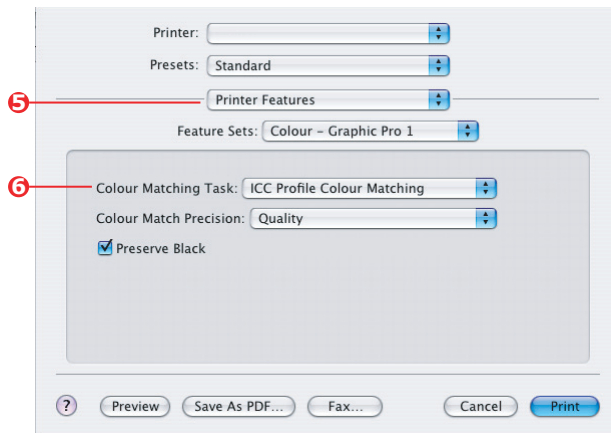 Printer:
Presets: Standard
5 Printer Features
Feature Sets: Colour – Graphic Pro 1
6 Colour Matching Task: ICC Profile Colour Matching
Colour Match Precision: Quality
Preserve Black
? Preview Save As PDF... Fax... Cancel Print